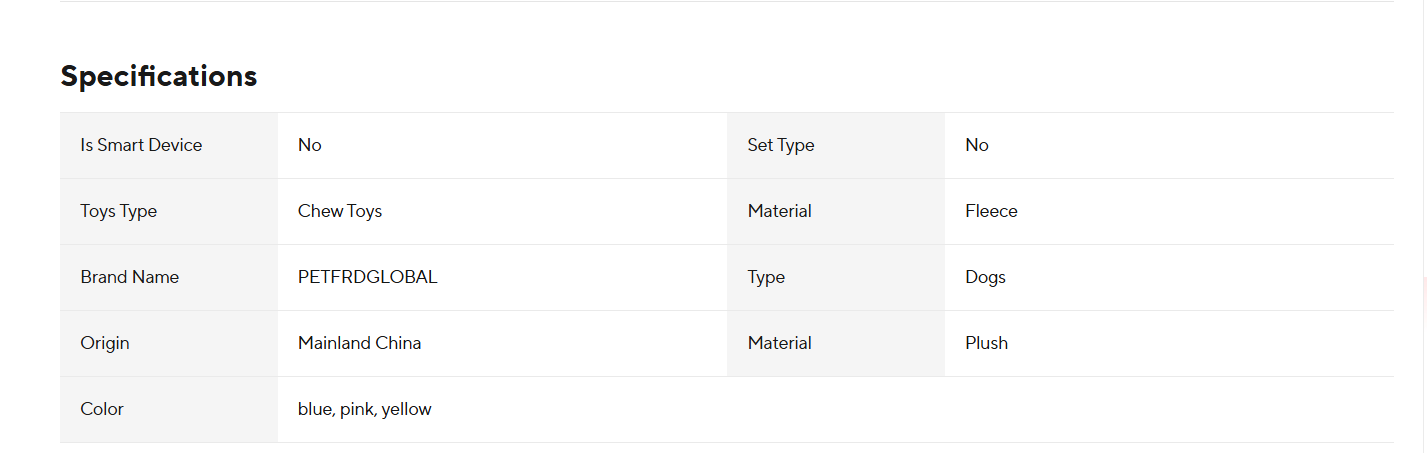 Specifications
Is Smart Device No Set Type No
Toys Type Chew Toys Material Fleece
Brand Name PETFRDGLOBAL Type Dogs
Origin Mainland China Material Plush
Color blue, pink, yellow